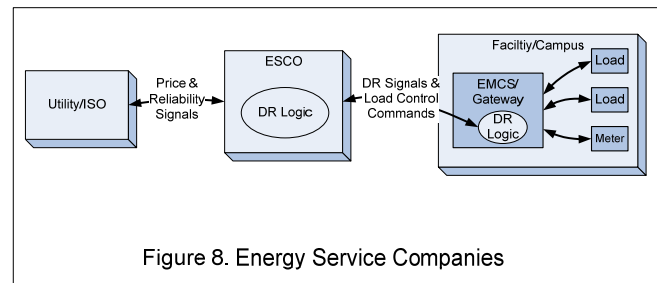 Utility/ISO
Price &
Reliability
Signals
ESCO
DR Logic
DR Signals &
Load Control
Commands
Faciltiy/Campus
EMCS/
Gateway
DR
Logic
Load
Load
Meter
Figure 8. Energy Service Companies